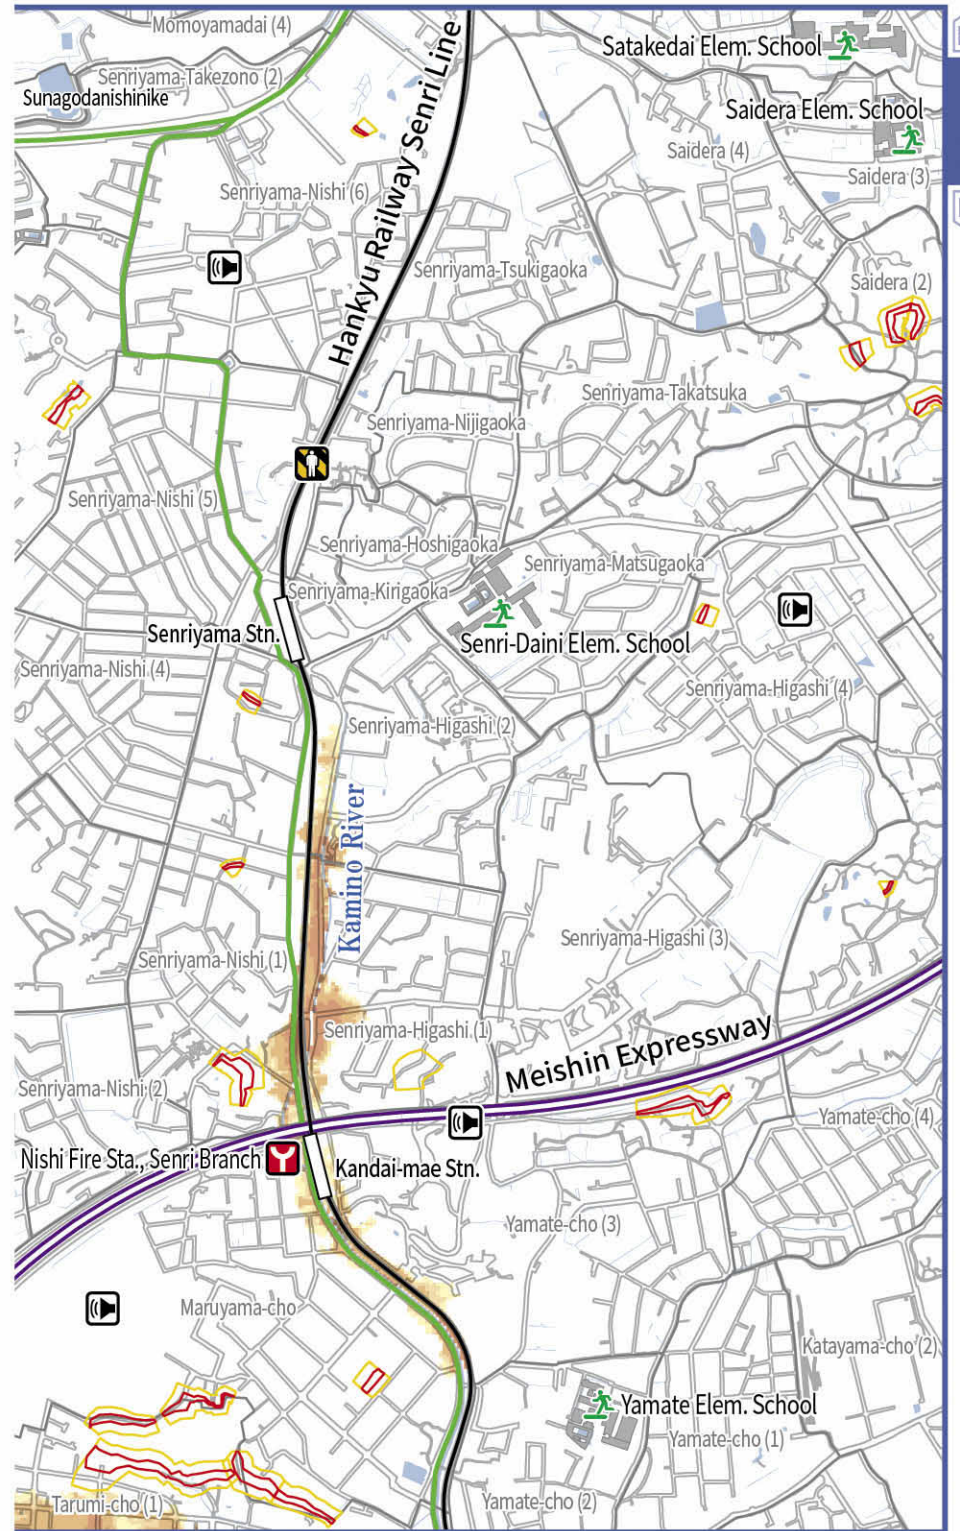 Momoyamadai (4)
Satakedai Elem. School
Senriyama-Takezono (2)
Sunagodanishinike
Saidera Elem. School
Hankyu Railway Senri Line
Saidera (4)
Saidera (3)
Senriyama-Nishi (6)
Senriyama-Tsukigaoka
Saidera (2)
Senriyama-Takatsuka
Senriyama-Nijigaoka
Senriyama-Nishi (5)
Senriyama-Hoshigaoka
Senriyama-Matsugaoka
Senriyama-Kirigaoka
Senriyama Stn.
Senri-Daini Elem. School
Senriyama-Nishi (4)
Senriyama-Higashi (4)
Senriyama-Higashi (2)
Kamino River
Senriyama-Higashi (3)
Senriyama-Nishi (1)
Senriyama-Higashi (1)
Meishin Expressway
Senriyama-Nishi (2)
Yamate-cho (4)
Nishi Fire Sta., Senri Branch
Kandai-mae Stn.
Yamate-cho (3)
Maruyama-cho
Katayama-cho (2)
Yamate Elem. School
Yamate-cho (1)
Tarumi-cho (1)
Yamate-cho (2)